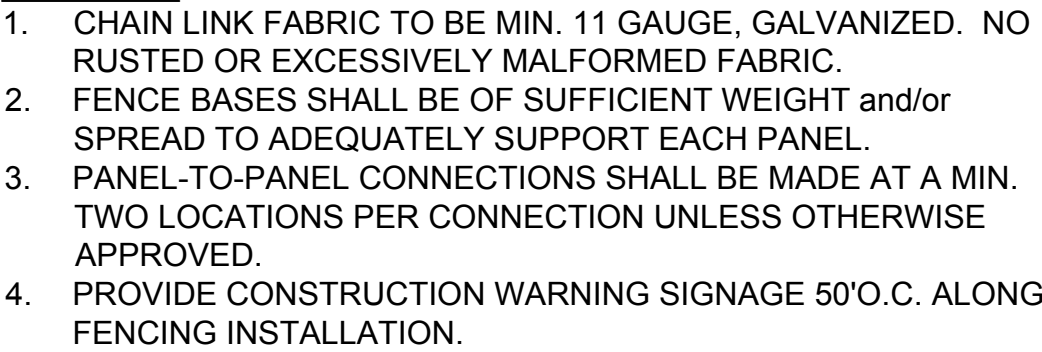 1. CHAIN LINK FABRIC TO BE MIN. 11 GAUGE, GALVANIZED.  NO
RUSTED OR EXCESSIVELY MALFORMED FABRIC.
2. FENCE BASES SHALL BE OF SUFFICIENT WEIGHT and/or
SPREAD TO ADEQUATELY SUPPORT EACH PANEL.
3. PANEL-TO-PANEL CONNECTIONS SHALL BE MADE AT A MIN.
TWO LOCATIONS PER CONNECTION UNLESS OTHERWISE
APPROVED.
4. PROVIDE CONSTRUCTION WARNING SIGNAGE 50'O.C. ALONG
FENCING INSTALLATION.